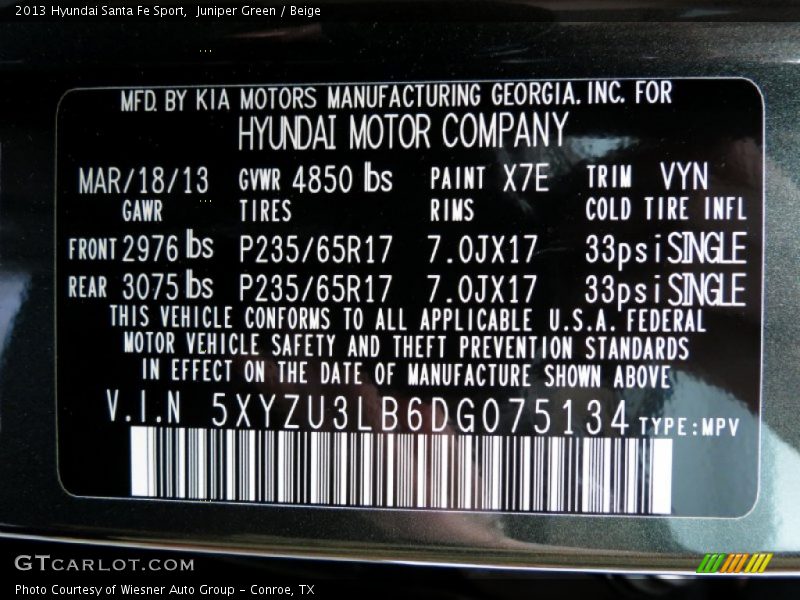 2013 Hyundai Santa Fe Sport, Juniper Green / Beige
MFD. BY KIA MOTORS MANUFACTURING GEORGIA. INC. FOR
HYUNDAI MOTOR COMPANY
MAR/18/13 GVWR 4850 lbs PAINT X7E TRIM VYN
GAWR TIRES RIMS COLD TIRE INFL
FRONT 2976 lbs P235/65R17 7.0JX17 33psi SINGLE
REAR 3075 lbs P235/65R17 7.0JX17 33psi SINGLE
THIS VEHICLE CONFORMS TO ALL APPLICABLE U.S.A. FEDERAL
MOTOR VEHICLE SAFETY AND THEFT PREVENTION STANDARDS
IN EFFECT ON THE DATE OF MANUFACTURE SHOWN ABOVE
V.I.N 5XYZU3LB6DG075134 TYPE:MPV
GTCARLOT.COM
Photo Courtesy of Wiesner Auto Group - Conroe, TX